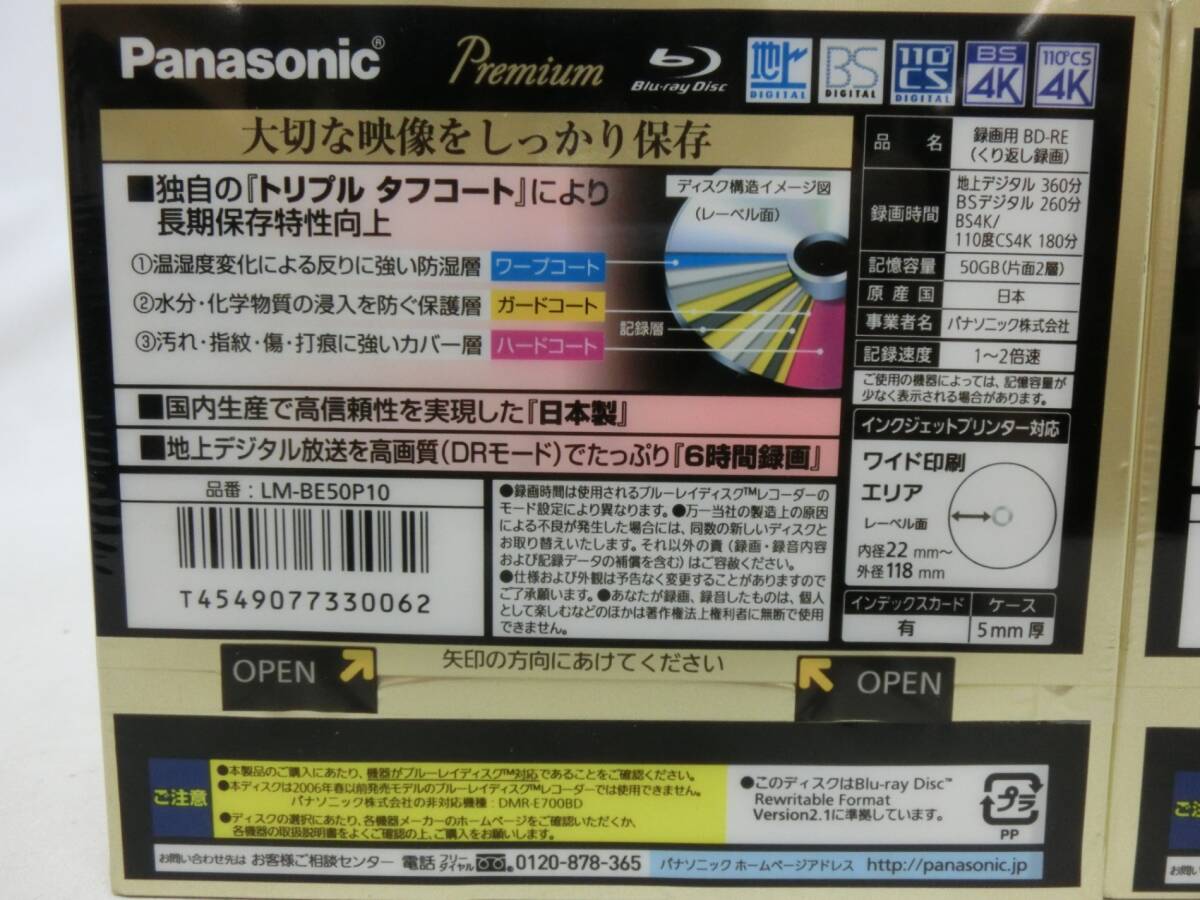 Panasonic®
Premium
Blu-ray Disc
地上 DIGITAL
BS DIGITAL
110°CS DIGITAL
BS 4K
110°CS 4K
大切な映像をしっかり保存
■独自の『トリプル タフコート』により
長期保存特性向上
①温湿度変化による反りに強い防湿層 ワープコート
②水分・化学物質の浸入を防ぐ保護層 ガードコート
③汚れ・指紋・傷・打痕に強いカバー層 ハードコート
ディスク構造イメージ図
(レーベル面)
記録層
■国内生産で高信頼性を実現した『日本製』
■地上デジタル放送を高画質(DRモード)でたっぷり『6時間録画』
品番:LM-BE50P10
T4549077330062
●録画時間は使用されるブルーレイディスク™レコーダーの
モード設定により異なります。●万一当社の製造上の原因
による不良が発生した場合には、同数の新しいディスクと
お取り替えいたします。それ以外の責(録画・録音内容
および記録データの補償を含む)はご容赦ください。
●仕様および外観は予告なく変更することがありますので
ご了承願います。●あなたが録画、録音したものは、個人
として楽しむなどのほかは著作権法上権利者に無断で使用
できません。
品名 録画用 BD-RE
(くり返し録画)
録画時間 地上デジタル 360分
BSデジタル 260分
BS4K/
110度CS4K 180分
記憶容量 50GB(片面2層)
原産国 日本
事業者名 パナソニック株式会社
記録速度 1~2倍速
ご使用の機器によっては、記憶容量が
少なく表示される場合があります。
インクジェットプリンター対応
ワイド印刷
エリア
レーベル面
内径22 mm~
外径118 mm
インデックスカード ケース
有 5mm厚
OPEN
矢印の方向にあけてください
OPEN
ご注意
●本製品のご購入にあたり、機器がブルーレイディスク™対応であることをご確認ください。
●本ディスクは2006年春以前発売モデルのブルーレイディスク™レコーダーでは使用できません。
パナソニック株式会社の非対応機種:DMR-E700BD
●ディスクの選択にあたり、各機器メーカーのホームページをご確認いただくか、
各機器の取扱説明書をよくご確認の上、ご購入をお願いします。
●このディスクはBlu-ray Disc™
Rewritable Format
Version2.1に準拠しています。
プラ
PP
お問い合わせ先は お客様ご相談センター 電話 フリーダイヤル 0120-878-365
パナソニック ホームページアドレス http://panasonic.jp
ご注
お問い